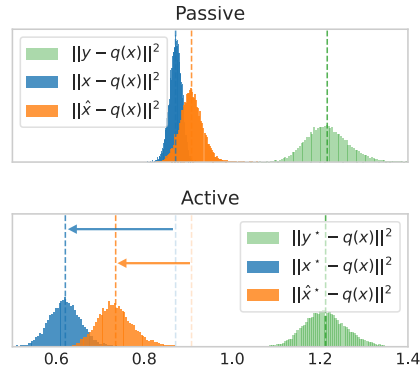 Passive
||y − q(x)||²
||x − q(x)||²
||x̂ − q(x)||²
Active
||y⋆ − q(x)||²
||x⋆ − q(x)||²
||x̂⋆ − q(x)||²
0.6 0.8 1.0 1.2 1.4